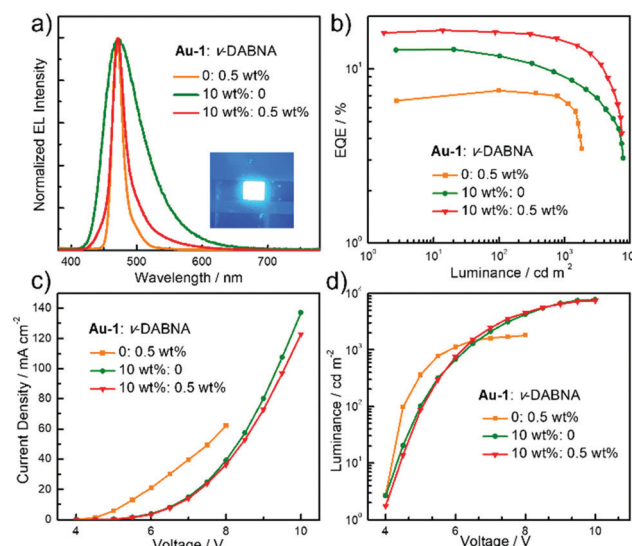 a)
Normalized EL Intensity
Au-1: ν-DABNA
0: 0.5 wt%
10 wt%: 0
10 wt%: 0.5 wt%
400 500 600 700
Wavelength / nm
b)
EQE / %
10¹
10⁰
Au-1: ν-DABNA
0: 0.5 wt%
10 wt%: 0
10 wt%: 0.5 wt%
10⁰ 10¹ 10² 10³ 10⁴
Luminance / cd m²
c)
Current Density / mA cm⁻²
140
120
100
80
60
40
20
0
Au-1: ν-DABNA
0: 0.5 wt%
10 wt%: 0
10 wt%: 0.5 wt%
4 6 8 10
Voltage / V
d)
Luminance / cd m⁻²
10⁴
10³
10²
10¹
10⁰
Au-1: ν-DABNA
0: 0.5 wt%
10 wt%: 0
10 wt%: 0.5 wt%
4 6 8 10
Voltage / V